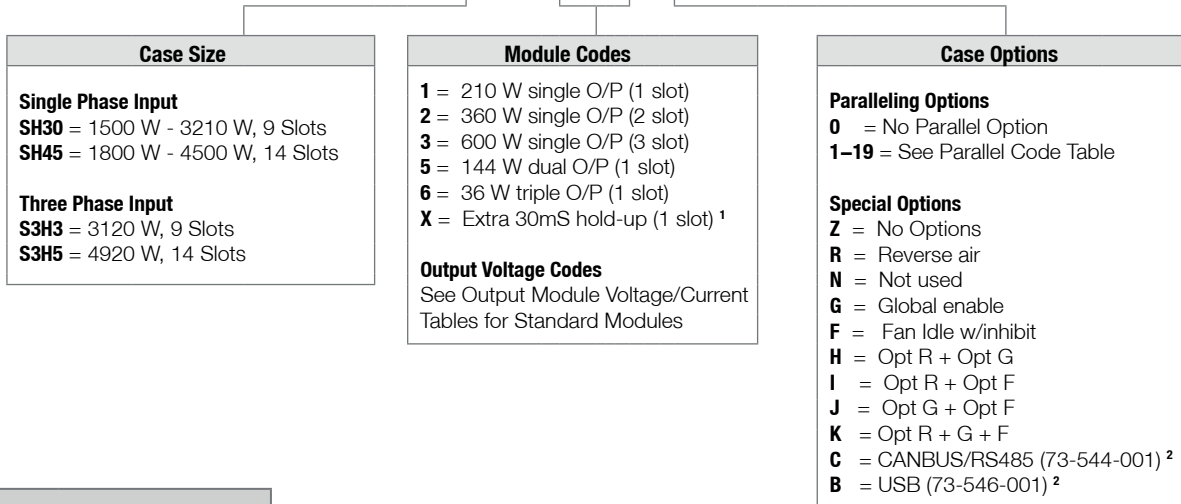 Case Size
Single Phase Input
SH30 = 1500 W - 3210 W, 9 Slots
SH45 = 1800 W - 4500 W, 14 Slots
Three Phase Input
S3H3 = 3120 W, 9 Slots
S3H5 = 4920 W, 14 Slots
Module Codes
1 = 210 W single O/P (1 slot)
2 = 360 W single O/P (2 slot)
3 = 600 W single O/P (3 slot)
5 = 144 W dual O/P (1 slot)
6 = 36 W triple O/P (1 slot)
X = Extra 30mS hold-up (1 slot) 1
Output Voltage Codes
See Output Module Voltage/Current
Tables for Standard Modules
Case Options
Paralleling Options
0 = No Parallel Option
1–19 = See Parallel Code Table
Special Options
Z = No Options
R = Reverse air
N = Not used
G = Global enable
F = Fan Idle w/inhibit
H = Opt R + Opt G
I = Opt R + Opt F
J = Opt G + Opt F
K = Opt R + G + F
C = CANBUS/RS485 (73-544-001) 2
B = USB (73-546-001) 2